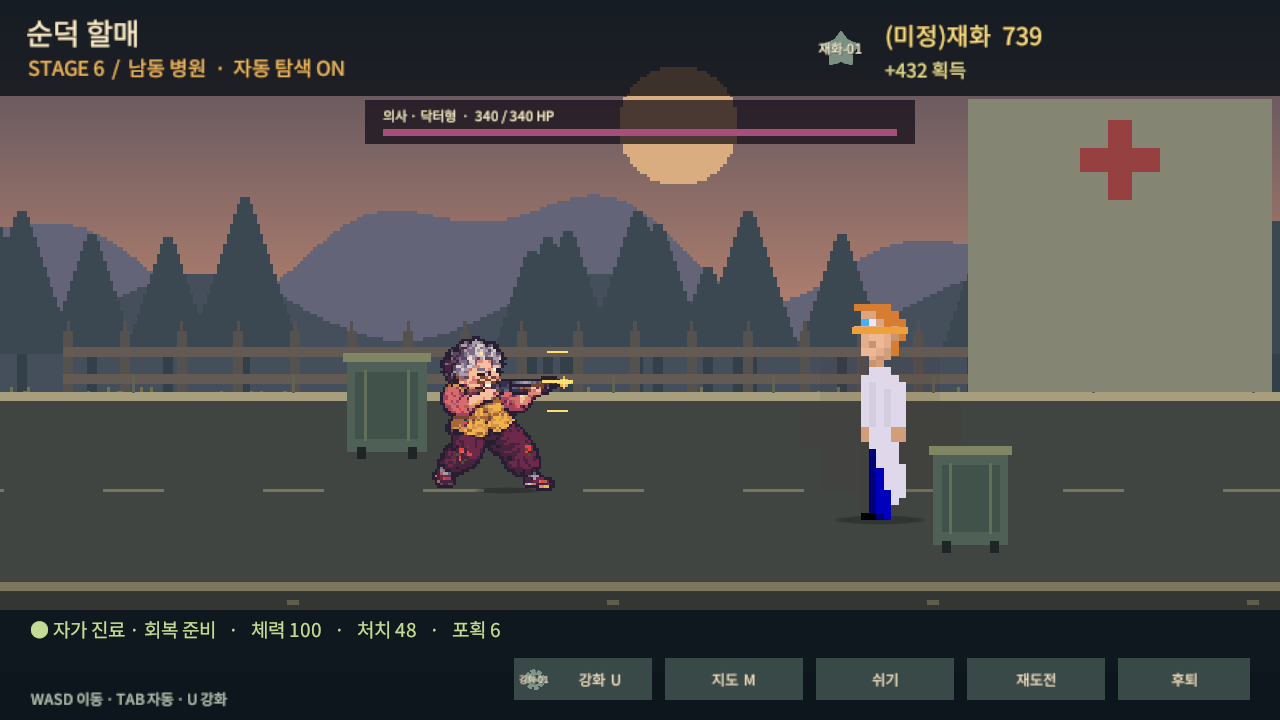 순덕 할매
STAGE 6 / 남동 병원 · 자동 탐색 ON
재화-01
(미정)재화 739
+432 획득
의사 · 닥터형 · 340 / 340 HP
자가 진료 · 회복 준비 · 체력 100 · 처치 48 · 포획 6
강화-01
강화 U
지도 M
쉬기
재도전
후퇴
WASD 이동 · TAB 자동 · U 강화